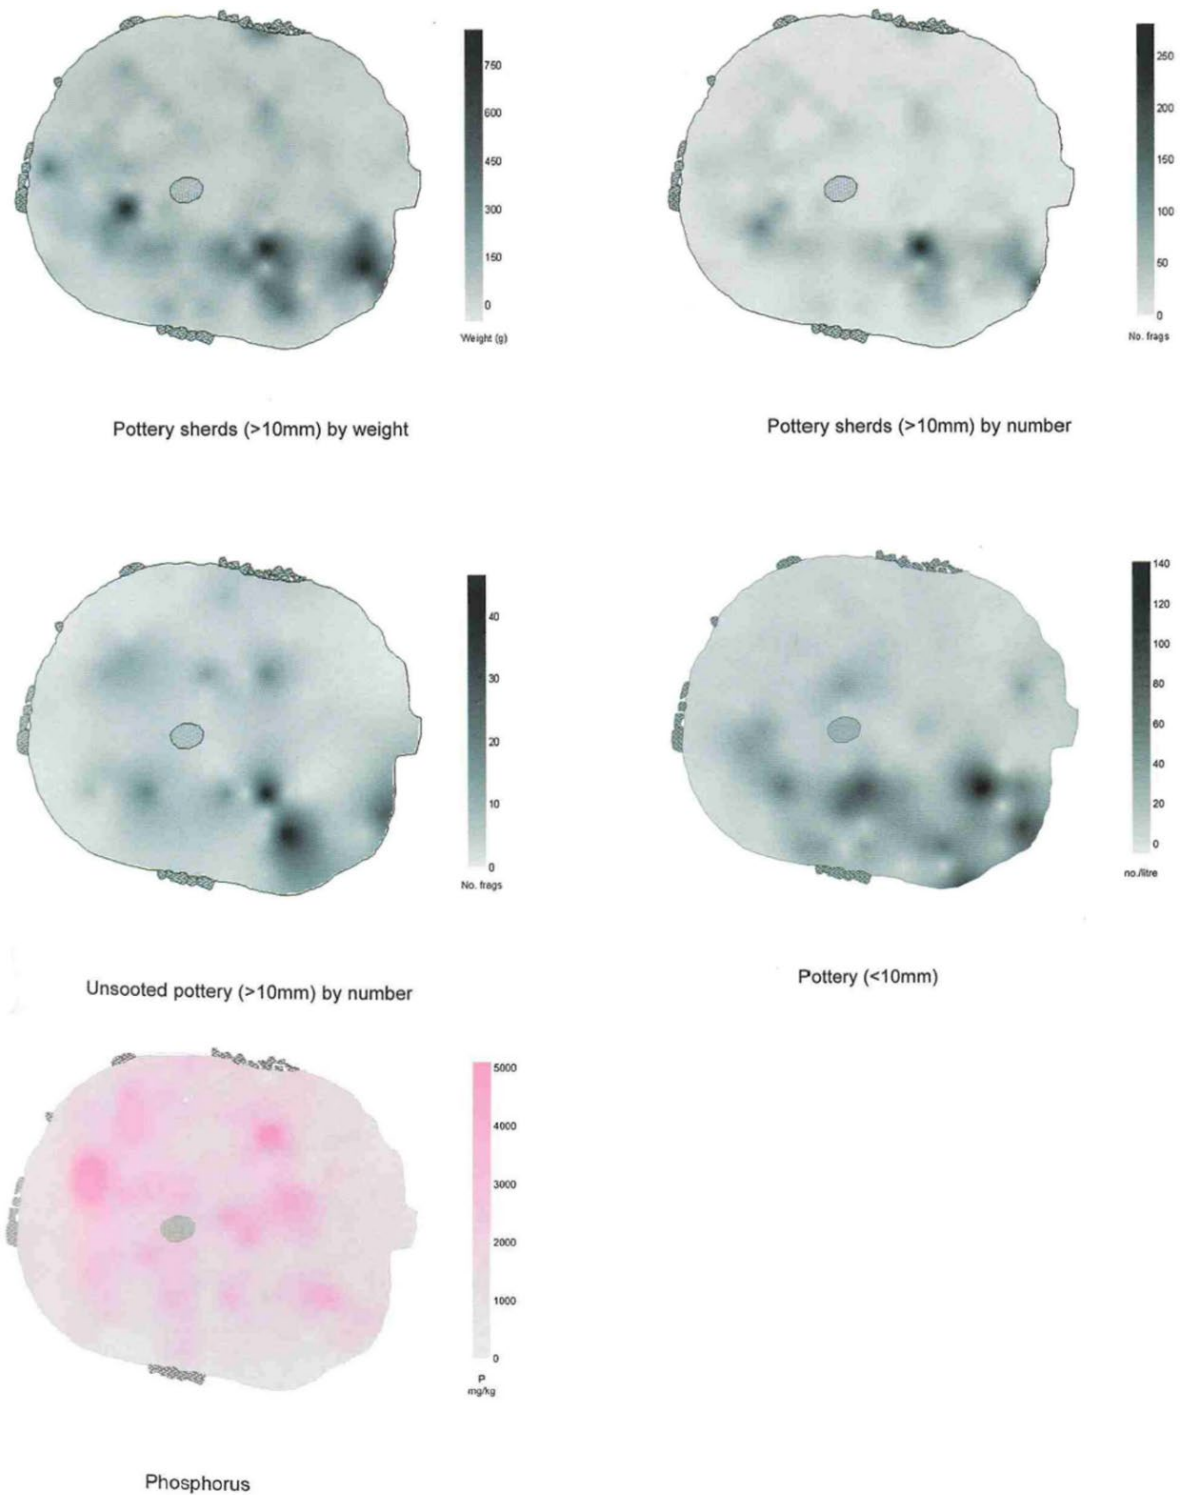 750
600
450
300
150
0
Weight (g)
250
200
150
100
50
0
No. frags
Pottery sherds (>10mm) by weight
Pottery sherds (>10mm) by number
40
30
20
10
0
No. frags
140
120
100
80
60
40
20
0
no./litre
Unsooted pottery (>10mm) by number
Pottery (<10mm)
5000
4000
3000
2000
1000
0
P
mg/kg
Phosphorus